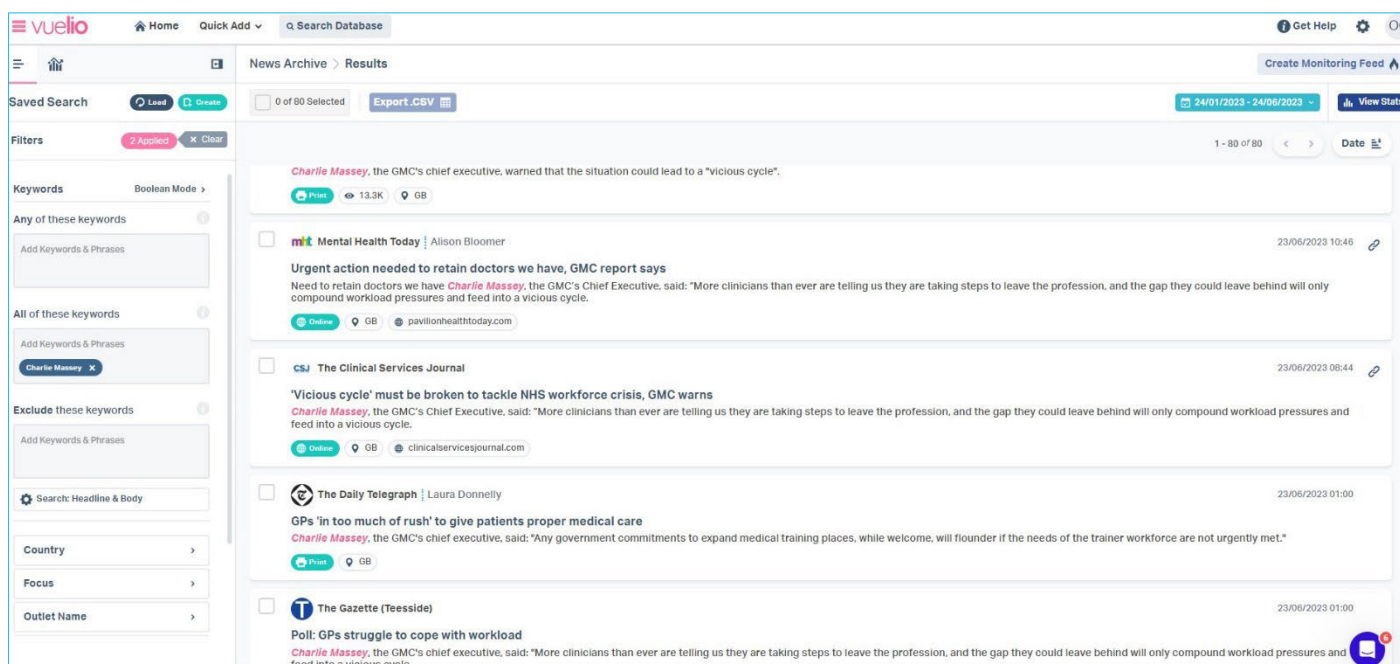 vuelio
Home Quick Add Search Database
Get Help
News Archive > Results
Create Monitoring Feed
Saved Search Load Create
0 of 80 Selected Export .CSV
24/01/2023 - 24/06/2023
View Stats
Filters 2 Applied × Clear
1 - 80 of 80 < > Date
Keywords Boolean Mode >
Any of these keywords
Add Keywords & Phrases
All of these keywords
Add Keywords & Phrases
Charlie Massey X
Exclude these keywords
Add Keywords & Phrases
Search: Headline & Body
Country >
Focus >
Outlet Name >
Charlie Massey, the GMC's chief executive, warned that the situation could lead to a "vicious cycle".
Print 13.3K GB
mht Mental Health Today Alison Bloomer 23/06/2023 10:46
Urgent action needed to retain doctors we have, GMC report says
Need to retain doctors we have Charlie Massey, the GMC's Chief Executive, said: "More clinicians than ever are telling us they are taking steps to leave the profession, and the gap they could leave behind will only
compound workload pressures and feed into a vicious cycle.
Online GB pavilionhealthtoday.com
CSJ The Clinical Services Journal 23/06/2023 08:44
'Vicious cycle' must be broken to tackle NHS workforce crisis, GMC warns
Charlie Massey, the GMC's Chief Executive, said: "More clinicians than ever are telling us they are taking steps to leave the profession, and the gap they could leave behind will only compound workload pressures and
feed into a vicious cycle.
Online GB clinicalservicesjournal.com
The Daily Telegraph Laura Donnelly 23/06/2023 01:00
GPs 'in too much of rush' to give patients proper medical care
Charlie Massey, the GMC's chief executive, said: "Any government commitments to expand medical training places, while welcome, will flounder if the needs of the trainer workforce are not urgently met."
Print GB
The Gazette (Teesside) 23/06/2023 01:00
Poll: GPs struggle to cope with workload
Charlie Massey, the GMC's chief executive, said: "More clinicians than ever are telling us they are taking steps to leave the profession, and the gap they could leave behind will only compound workload pressures and
feed into a vicious cycle.
6